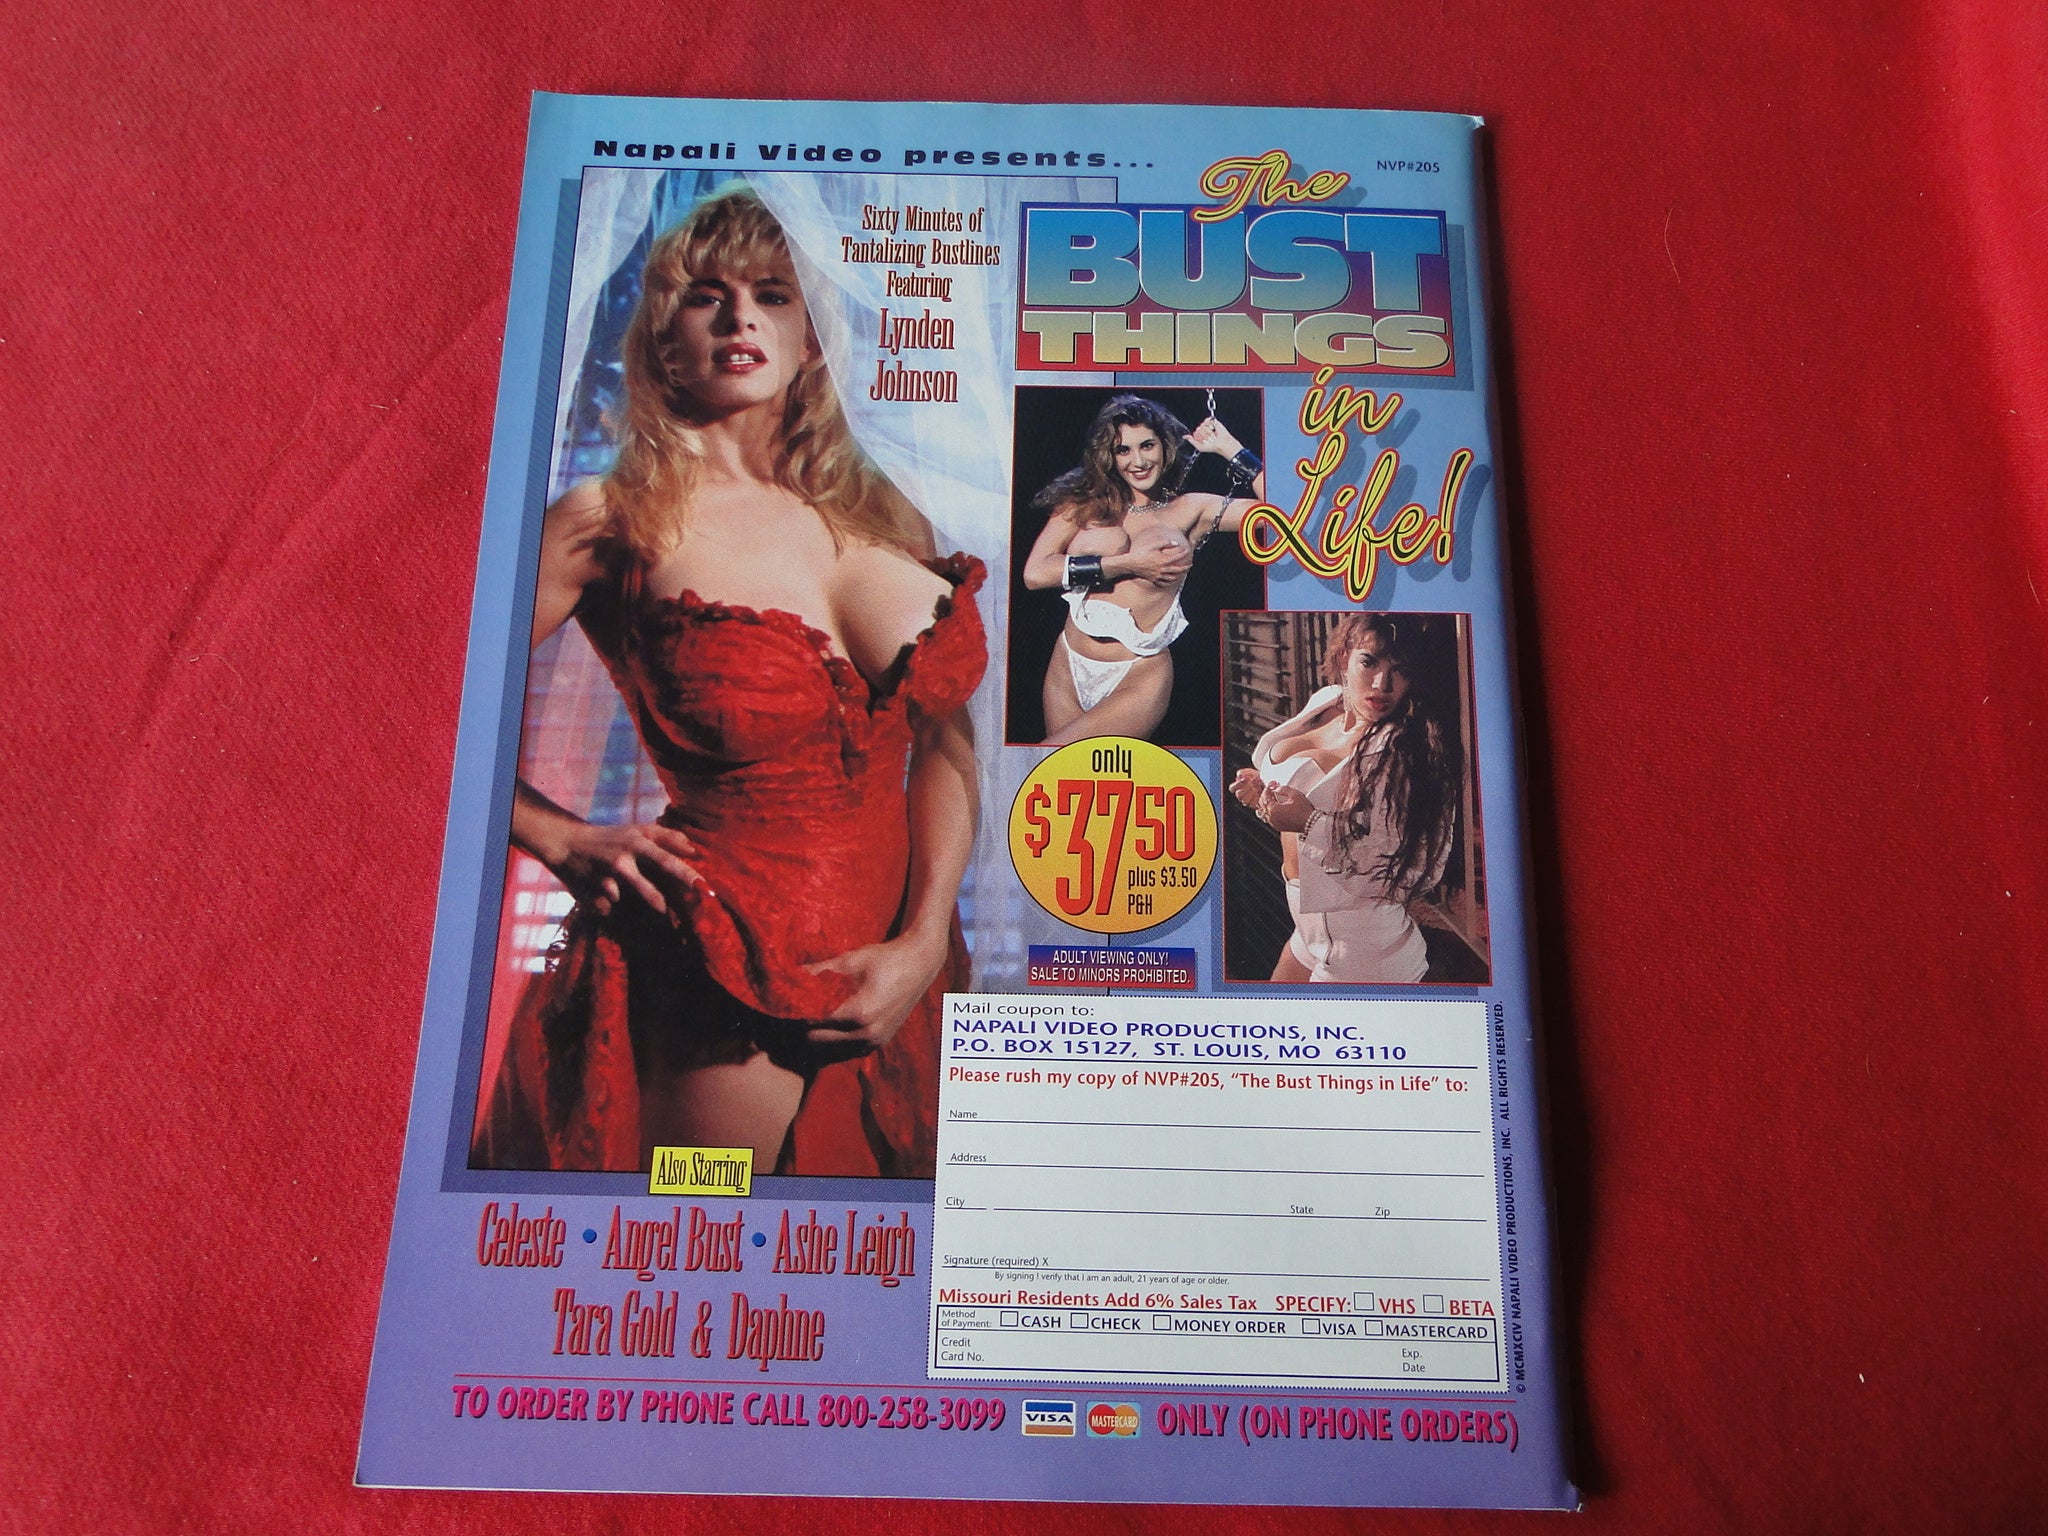 Napali Video presents...
NVP#205
The
BUST
THINGS
in
Life!
Sixty Minutes of
Tantalizing Bustlines
Featuring
Lynden
Johnson
only
$37.50
plus $3.50
P&H
ADULT VIEWING ONLY!
SALE TO MINORS PROHIBITED.
Mail coupon to:
NAPALI VIDEO PRODUCTIONS, INC.
P.O. BOX 15127, ST. LOUIS, MO 63110
Please rush my copy of NVP#205, "The Bust Things in Life" to:
Name
Address
City State Zip
Signature (required) X
By signing I verify that I am an adult, 21 years of age or older.
Missouri Residents Add 6% Sales Tax SPECIFY: VHS BETA
Method
of Payment: CASH CHECK MONEY ORDER VISA MASTERCARD
Credit
Card No.
Exp.
Date
© MCMXCIV NAPALI VIDEO PRODUCTIONS, INC. ALL RIGHTS RESERVED.
Also Starring
Celeste • Angel Bust • Ashe Leigh
Tara Gold & Daphne
TO ORDER BY PHONE CALL 800-258-3099 VISA MASTERCARD ONLY (ON PHONE ORDERS)